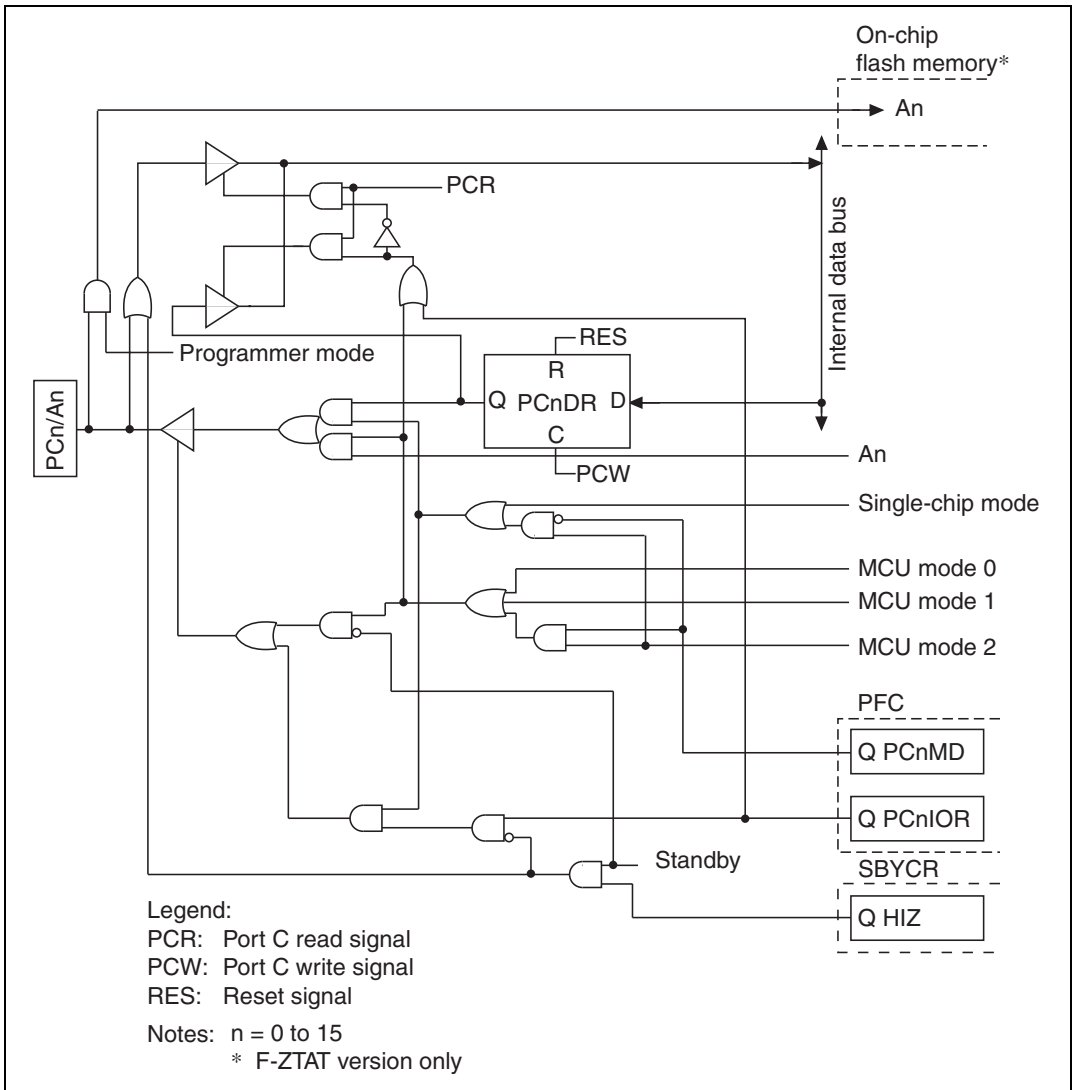 On-chip
flash memory*
An
PCR
Internal data bus
Programmer mode
RES
R
Q PCnDR D
C
PCW
PCn/An
An
Single-chip mode
MCU mode 0
MCU mode 1
MCU mode 2
PFC
Q PCnMD
Q PCnIOR
Standby
SBYCR
Q HIZ
Legend:
PCR: Port C read signal
PCW: Port C write signal
RES: Reset signal
Notes: n = 0 to 15
* F-ZTAT version only